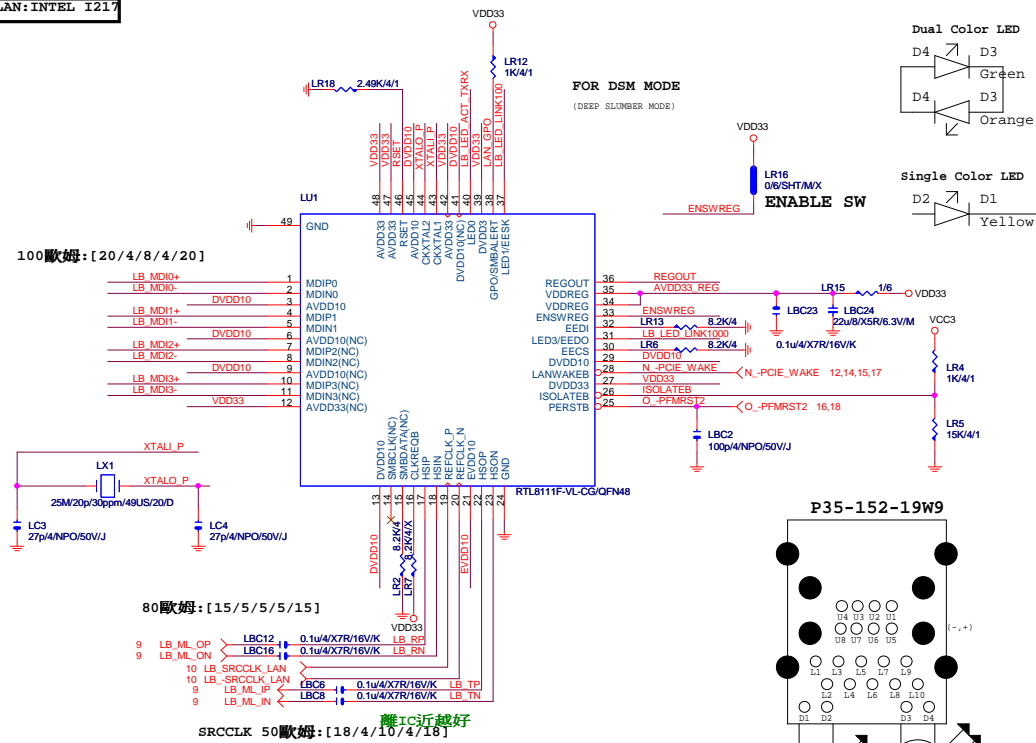 LAN:INTEL I217
VDD33
LR12
1K/4/1
LR18
2.49K/4/1
FOR DSM MODE
(DEEP SLUMBER MODE)
Dual Color LED
D4
D3
Green
D4
D3
Orange
VDD33
LR16
0/6/SHT/M/X
ENSWREG
ENABLE SW
Single Color LED
D2
D1
Yellow
VDD33
VDD33
RSET
DVDD10
XTALO_P
XTALI_P
VDD33
DVDD10
LB_LED_ACT_TXRX
VDD33
LAN_GPO
LB_LED_LINK100
48
47
46
45
44
43
42
41
40
39
38
37
LU1
AVDD33
AVDD33
RSET
AVDD10
CKXTAL2
CKXTAL1
AVDD33
DVDD10(NC)
LED0
DVDD3
GPO/SMBALERT
LED1/EESK
49
GND
100歐姆:[20/4/8/4/20]
LB_MDI0+ 1 MDIP0
LB_MDI0- 2 MDIN0
DVDD10 3 AVDD10
LB_MDI1+ 4 MDIP1
LB_MDI1- 5 MDIN1
DVDD10 6 AVDD10(NC)
LB_MDI2+ 7 MDIP2(NC)
LB_MDI2- 8 MDIN2(NC)
DVDD10 9 AVDD10(NC)
LB_MDI3+ 10 MDIP3(NC)
LB_MDI3- 11 MDIN3(NC)
VDD33 12 AVDD33(NC)
REGOUT 36 REGOUT
VDDREG 35 AVDD33_REG
VDDREG 34
ENSWREG 33 ENSWREG
EEDI 32 LR13 8.2K/4
LED3/EEDO 31 LB_LED_LINK1000
EECS 30 LR6 8.2K/4
DVDD10 29 DVDD10
LANWAKEB 28 N_-PCIE_WAKE
N_-PCIE_WAKE 12,14,15,17
DVDD33 27 VDD33
ISOLATEB 26 ISOLATEB
PERSTB 25 O_-PFMRST2
O_-PFMRST2 16,18
LR15
1/6
VDD33
LBC23
0.1u/4/X7R/16V/K
LBC24
22u/8/X5R/6.3V/M
VCC3
LR4
1K/4/1
LR5
15K/4/1
LBC2
100p/4/NPO/50V/J
XTALI_P
LX1
XTALO_P
25M/20p/30ppm/49US/20/D
LC3
27p/4/NPO/50V/J
LC4
27p/4/NPO/50V/J
DVDD10
SMBCLK(NC)
SMBDATA(NC)
CLKREQB
HSIP
HSIN
REFCLK_P
REFCLK_N
EVDD10
HSOP
HSON
GND
RTL8111F-VL-CG/QFN48
13
14
15
16
17
18
19
20
21
22
23
24
DVDD10
LR2
8.2K/4
LR7
8.2K/4/X
VDD33
EVDD10
80歐姆:[15/5/5/5/15]
9 LB_ML_OP LBC12 0.1u/4/X7R/16V/K LB_RP
9 LB_ML_ON LBC16 0.1u/4/X7R/16V/K LB_RN
10 LB_SRCCLK_LAN
10 LB_-SRCCLK_LAN
9 LB_ML_IP LBC6 0.1u/4/X7R/16V/K LB_TP
9 LB_ML_IN LBC8 0.1u/4/X7R/16V/K LB_TN
離IC近越好
SRCCLK 50歐姆:[18/4/10/4/18]
P35-152-19W9
U4 U3 U2 U1
U8 U7 U6 U5
(-,+)
L1 L3 L5 L7 L9
L2 L4 L6 L8 L10
D1 D2 D3 D4